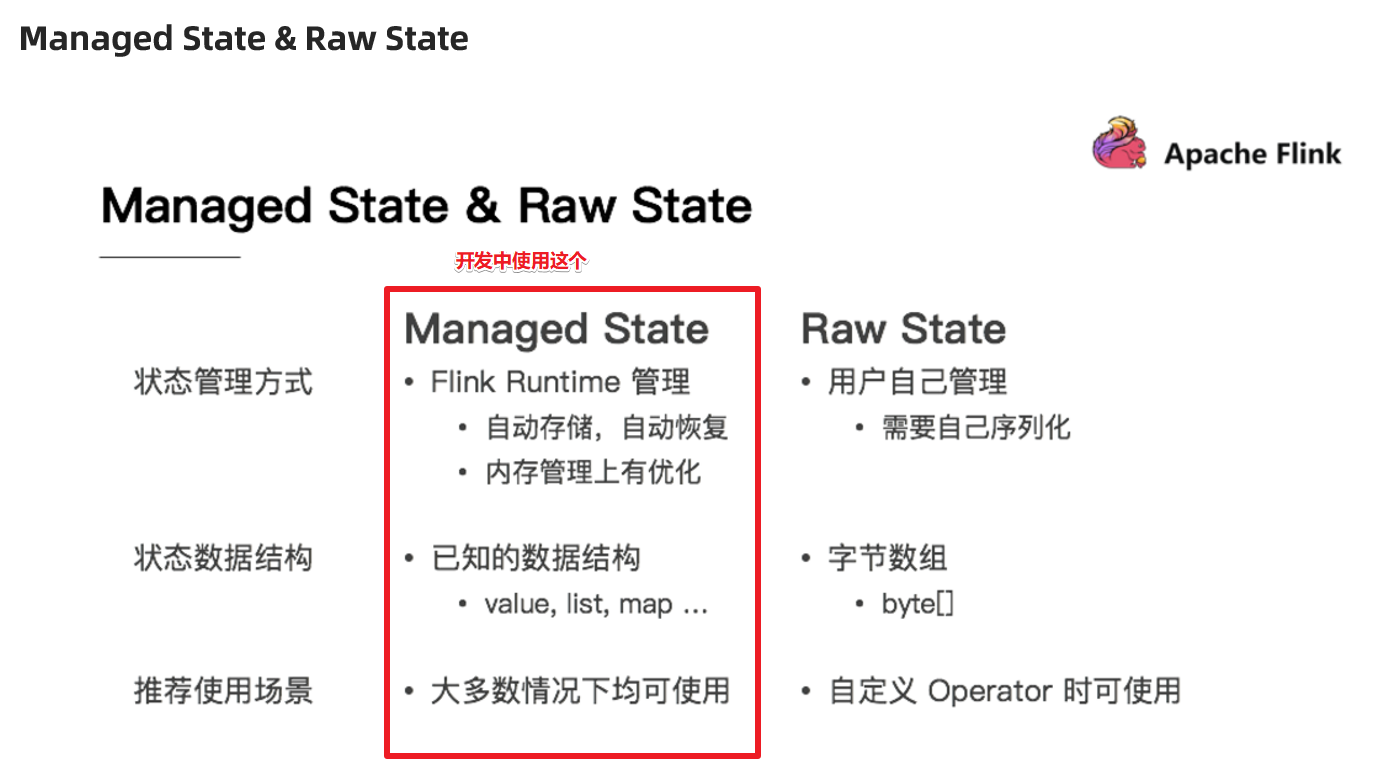 Managed State & Raw State
Apache Flink
Managed State & Raw State
开发中使用这个
Managed State
Raw State
状态管理方式
• Flink Runtime 管理
• 用户自己管理
• 自动存储，自动恢复
• 需要自己序列化
• 内存管理上有优化
状态数据结构
• 已知的数据结构
• 字节数组
• value, list, map ...
• byte[]
推荐使用场景
• 大多数情况下均可使用
• 自定义 Operator 时可使用